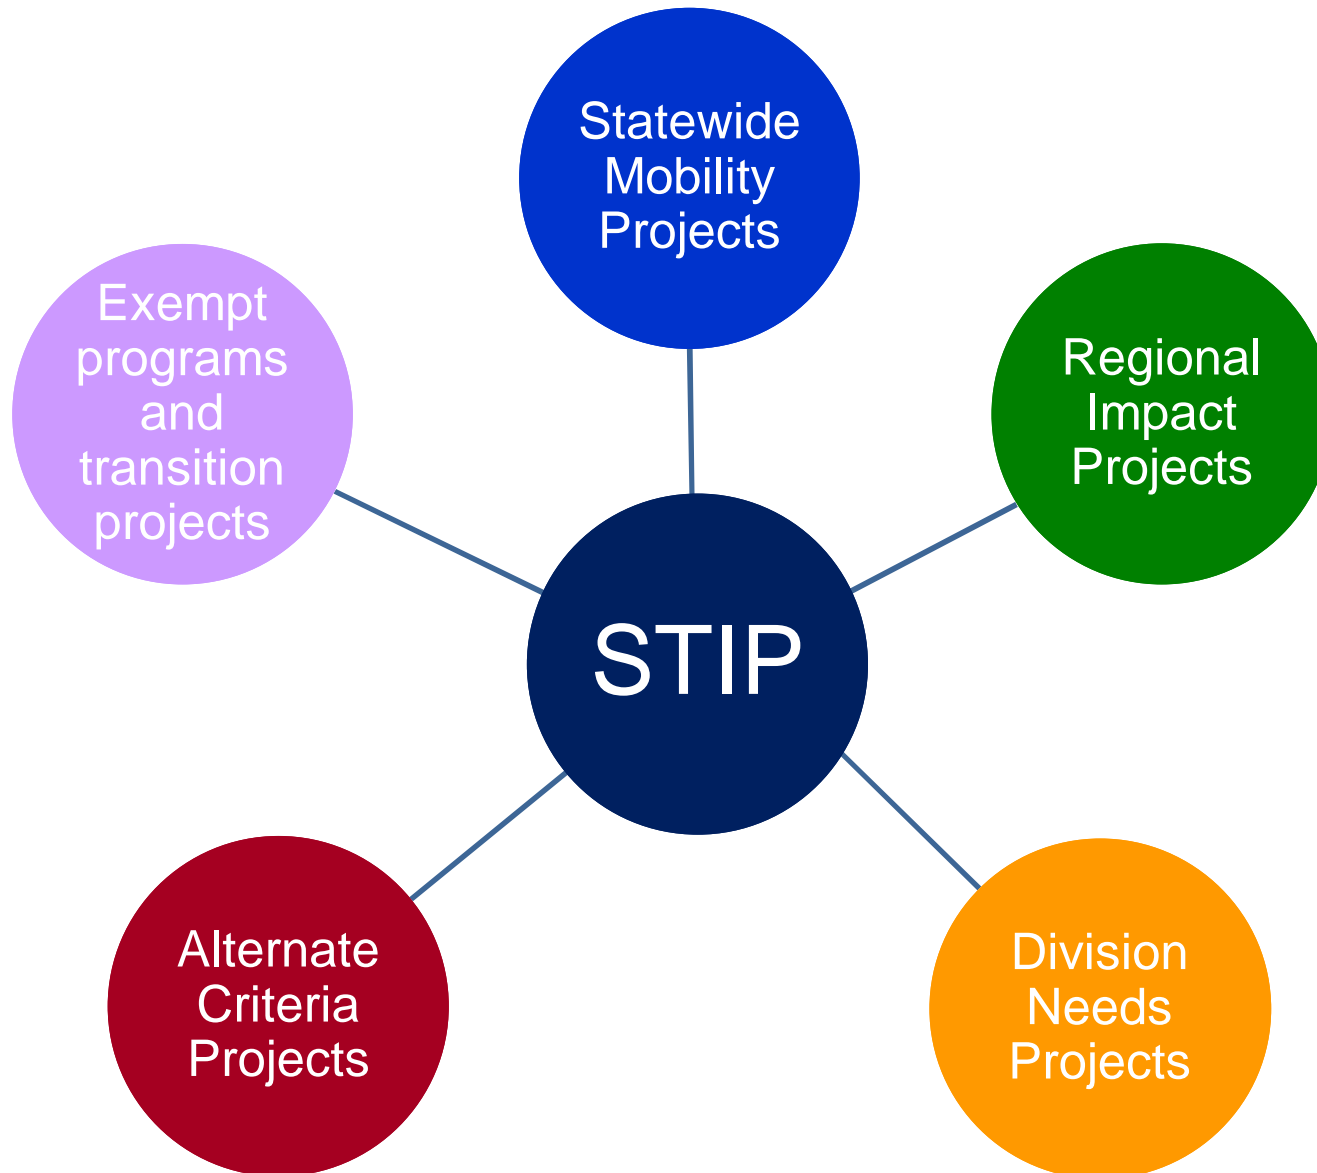 Statewide
Mobility
Projects
Exempt
programs
and
transition
projects
Regional
Impact
Projects
STIP
Alternate
Criteria
Projects
Division
Needs
Projects